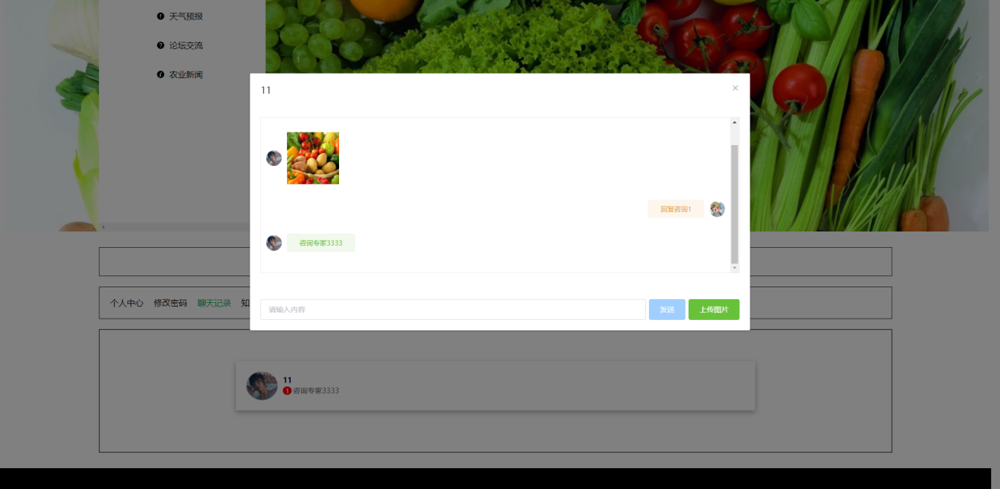 天气预报
论坛交流
农业新闻
11
回复咨询1
咨询专家3333
请输入内容
发送
上传图片
个人中心 修改密码 聊天记录 知
11
1 咨询专家3333